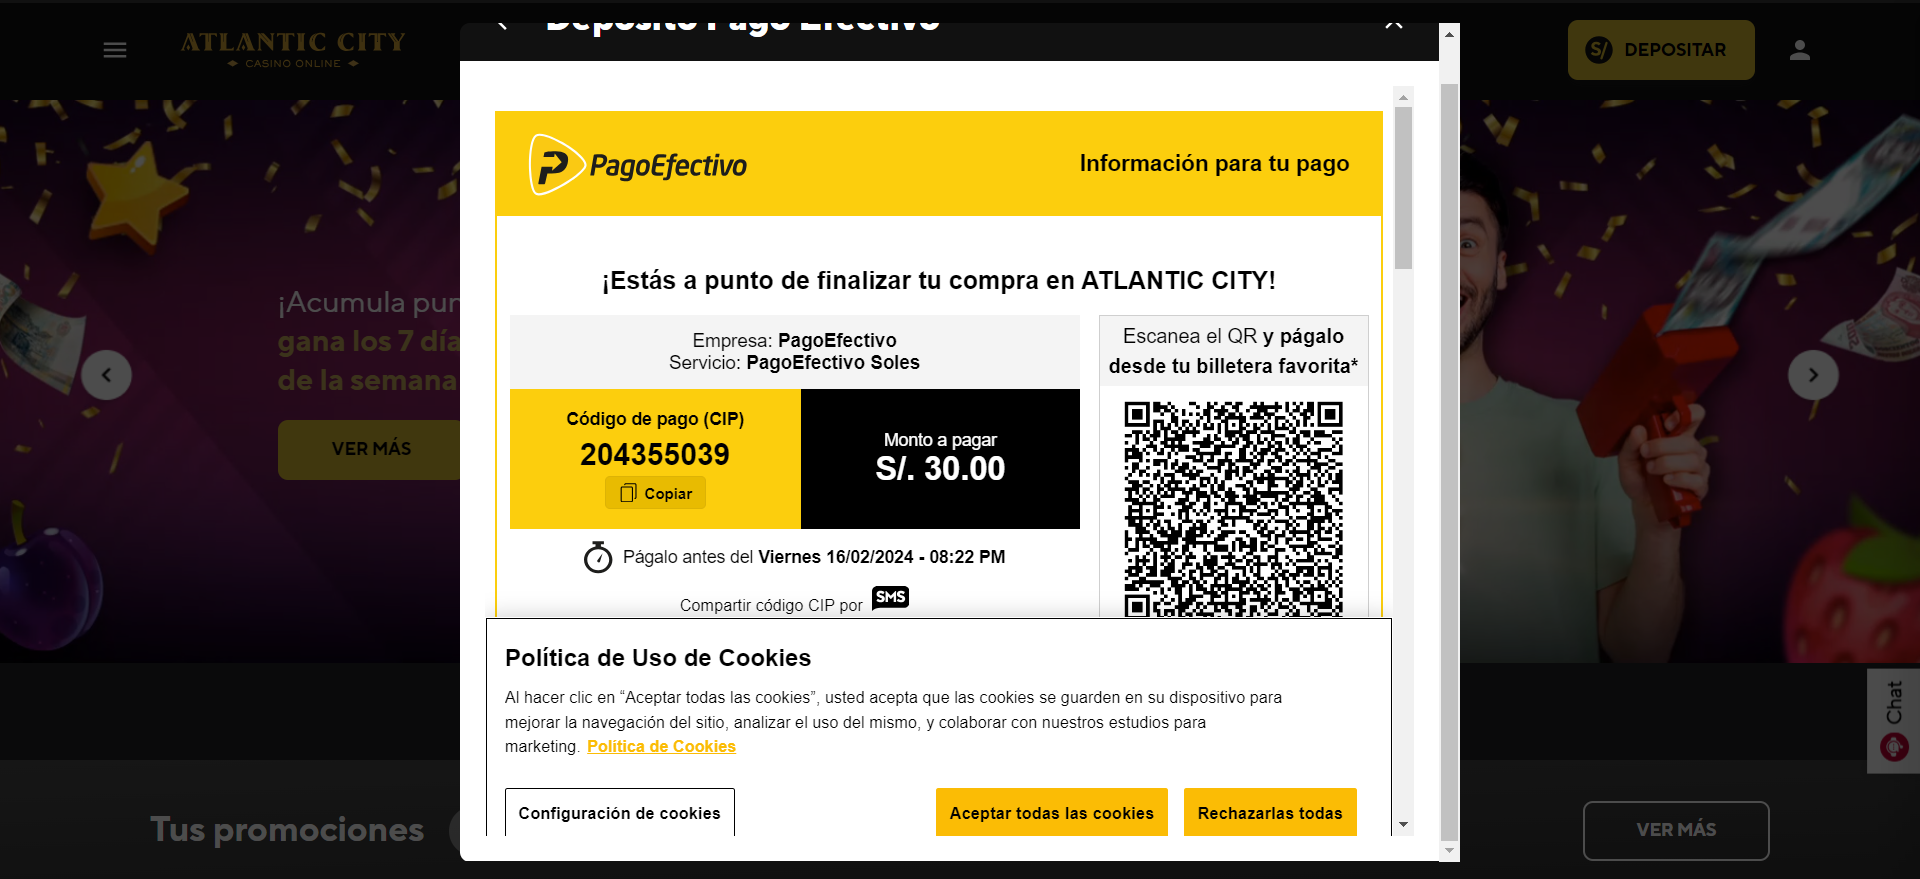 Depósito Pago Efectivo
ATLANTIC CITY
CASINO ONLINE
S/ DEPOSITAR
¡Acumula pun
gana los 7 día
de la semana
VER MÁS
PagoEfectivo
Información para tu pago
¡Estás a punto de finalizar tu compra en ATLANTIC CITY!
Empresa: PagoEfectivo
Servicio: PagoEfectivo Soles
Código de pago (CIP)
204355039
Copiar
Monto a pagar
S/. 30.00
Págalo antes del Viernes 16/02/2024 - 08:22 PM
Compartir código CIP por SMS
Escanea el QR y págalo
desde tu billetera favorita*
Política de Uso de Cookies
Al hacer clic en “Aceptar todas las cookies”, usted acepta que las cookies se guarden en su dispositivo para
mejorar la navegación del sitio, analizar el uso del mismo, y colaborar con nuestros estudios para
marketing. Política de Cookies
Configuración de cookies
Aceptar todas las cookies
Rechazarlas todas
Chat
Tus promociones
VER MÁS